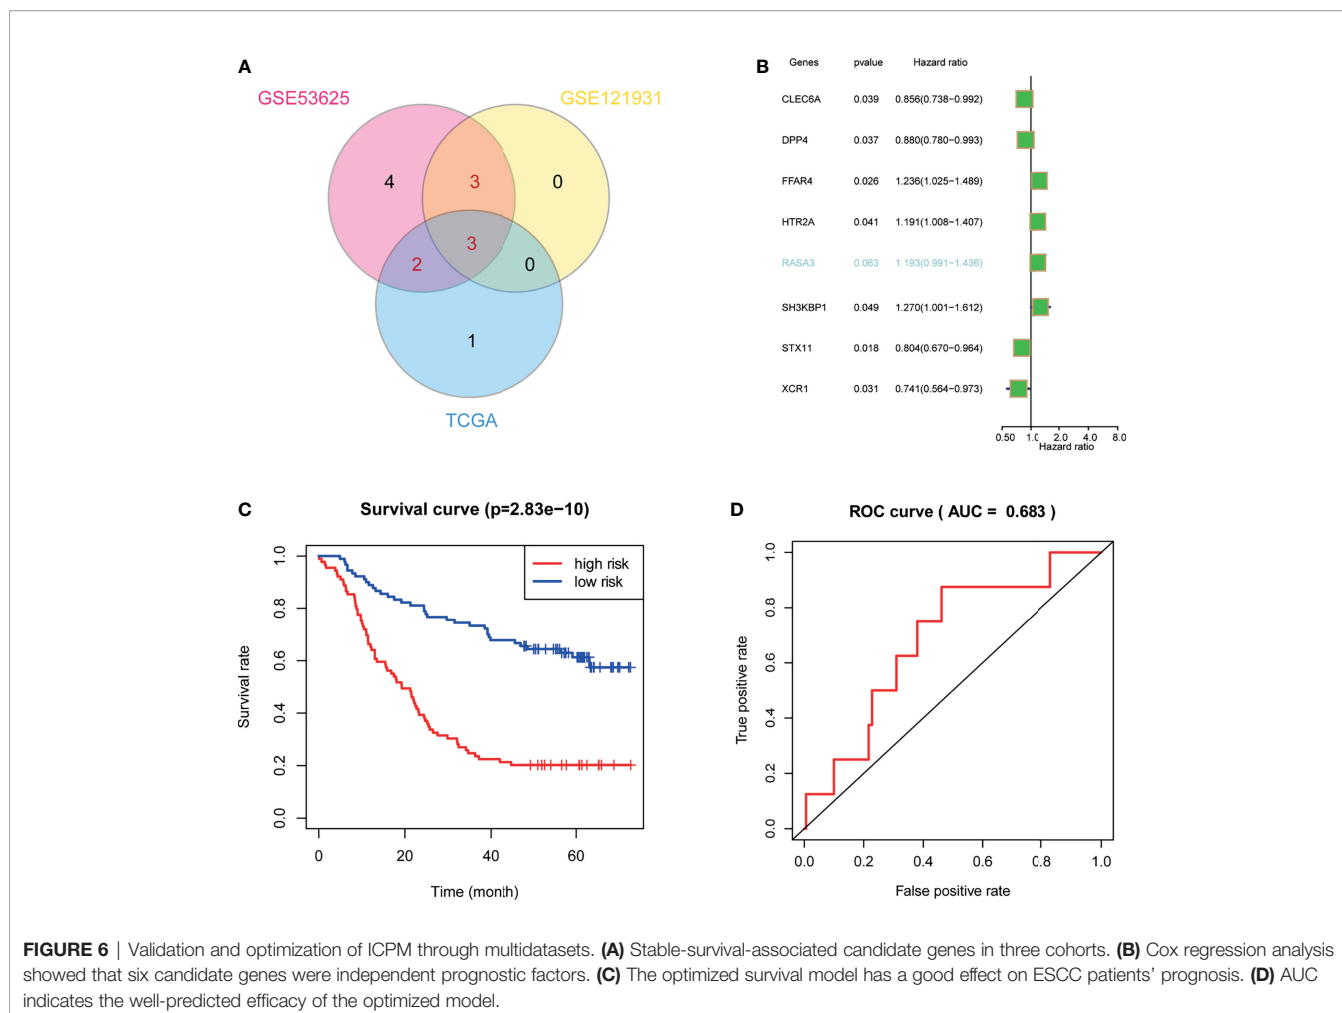 A
GSE53625
GSE121931
4
3
0
3
2
0
1
TCGA
B
Genes pvalue Hazard ratio
CLEC6A 0.039 0.856(0.738−0.992)
DPP4 0.037 0.880(0.780−0.993)
FFAR4 0.026 1.236(1.025−1.489)
HTR2A 0.041 1.191(1.008−1.407)
RASA3 0.063 1.193(0.991−1.436)
SH3KBP1 0.049 1.270(1.001−1.612)
STX11 0.018 0.804(0.670−0.964)
XCR1 0.031 0.741(0.564−0.973)
0.50 1.0 2.0 4.0 8.0
Hazard ratio
C
Survival curve (p=2.83e−10)
high risk
low risk
Survival rate
1.0
0.8
0.6
0.4
0.2
0.0
0 20 40 60
Time (month)
D
ROC curve ( AUC = 0.683 )
True positive rate
1.0
0.8
0.6
0.4
0.2
0.0
0.0 0.2 0.4 0.6 0.8 1.0
False positive rate
FIGURE 6 | Validation and optimization of ICPM through multidatasets. (A) Stable-survival-associated candidate genes in three cohorts. (B) Cox regression analysis
showed that six candidate genes were independent prognostic factors. (C) The optimized survival model has a good effect on ESCC patients’ prognosis. (D) AUC
indicates the well-predicted efficacy of the optimized model.